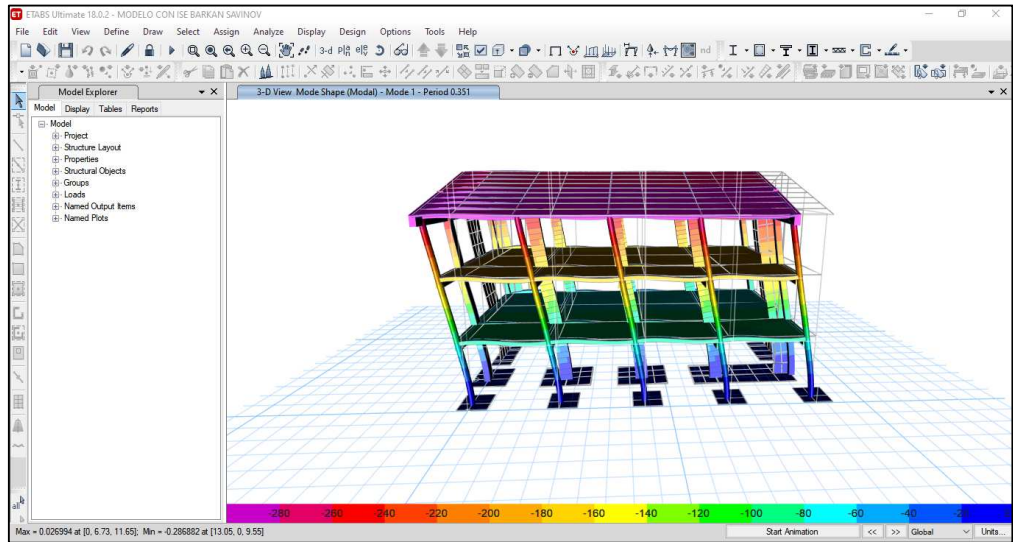 ETABS Ultimate 18.0.2 - MODELO CON ISE BARKAN SAVINOV
File Edit View Define Draw Select Assign Analyze Display Design Options Tools Help
3-d nd
Model Explorer
3-D View Mode Shape (Modal) - Mode 1 - Period 0.351
Model Display Tables Reports
Model
Project
Structure Layout
Properties
Structural Objects
Groups
Loads
Named Output Items
Named Plots
all
-280 -260 -240 -220 -200 -180 -160 -140 -120 -100 -80 -60 -40
Max = 0.026994 at [0, 6.73, 11.65]; Min = -0.286882 at [13.05, 0, 9.55]
Start Animation << >> Global Units...